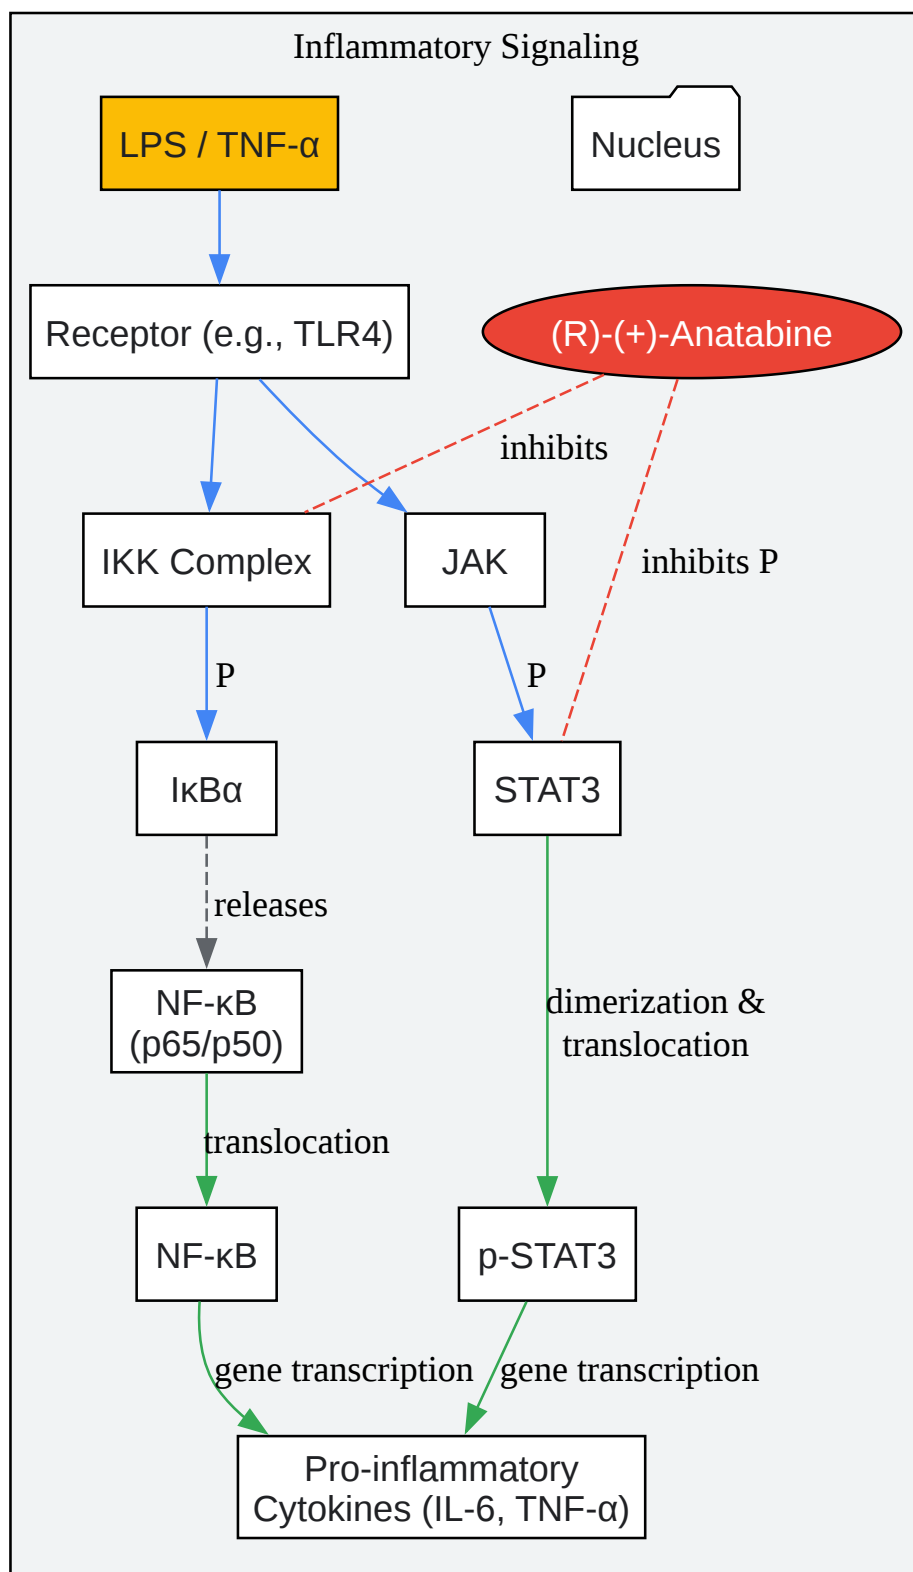 Inflammatory Signaling
LPS / TNF-α
Nucleus
Receptor (e.g., TLR4)
(R)-(+)-Anatabine
inhibits
IKK Complex
JAK
inhibits P
P
P
IκBα
STAT3
releases
NF-κB
(p65/p50)
dimerization &
translocation
translocation
NF-κB
p-STAT3
gene transcription
gene transcription
Pro-inflammatory
Cytokines (IL-6, TNF-α)